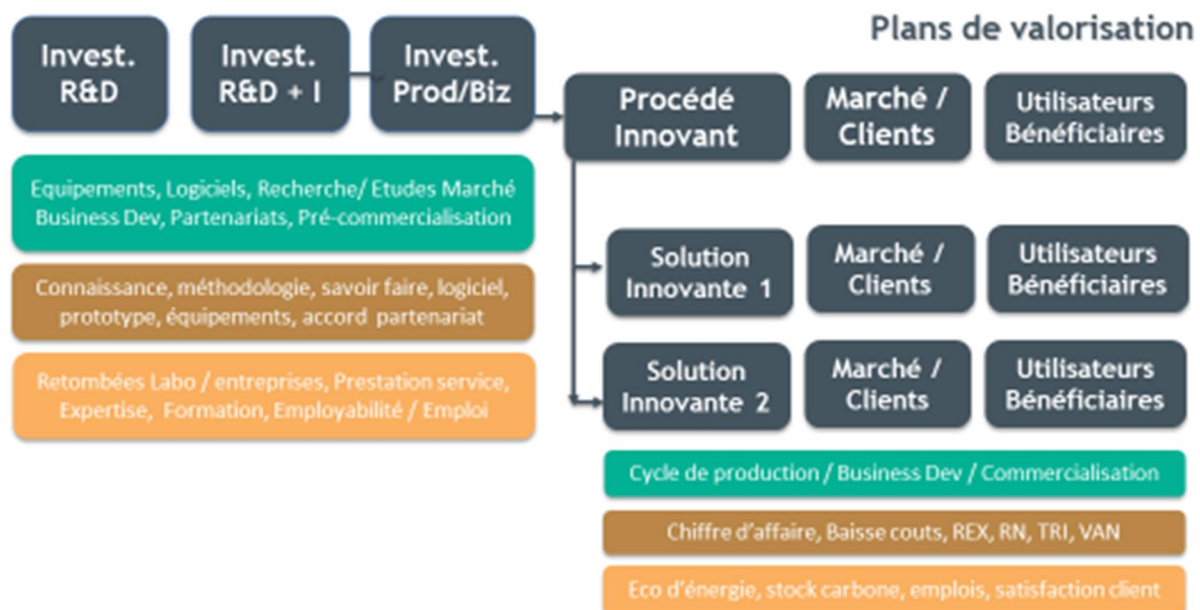 Plans de valorisation
Invest.
R&D
Invest.
R&D + I
Invest.
Prod/Biz
Procédé
Innovant
Marché /
Clients
Utilisateurs
Bénéficiaires
Equipements, Logiciels, Recherche/ Etudes Marché
Business Dev, Partenariats, Pré-commercialisation
Connaissance, méthodologie, savoir faire, logiciel,
prototype, équipements, accord partenariat
Retombées Labo / entreprises, Prestation service,
Expertise, Formation, Employabilité / Emploi
Solution
Innovante 1
Marché /
Clients
Utilisateurs
Bénéficiaires
Solution
Innovante 2
Marché /
Clients
Utilisateurs
Bénéficiaires
Cycle de production / Business Dev / Commercialisation
Chiffre d'affaire, Baisse couts, REX, RN, TRI, VAN
Eco d'énergie, stock carbone, emplois, satisfaction client